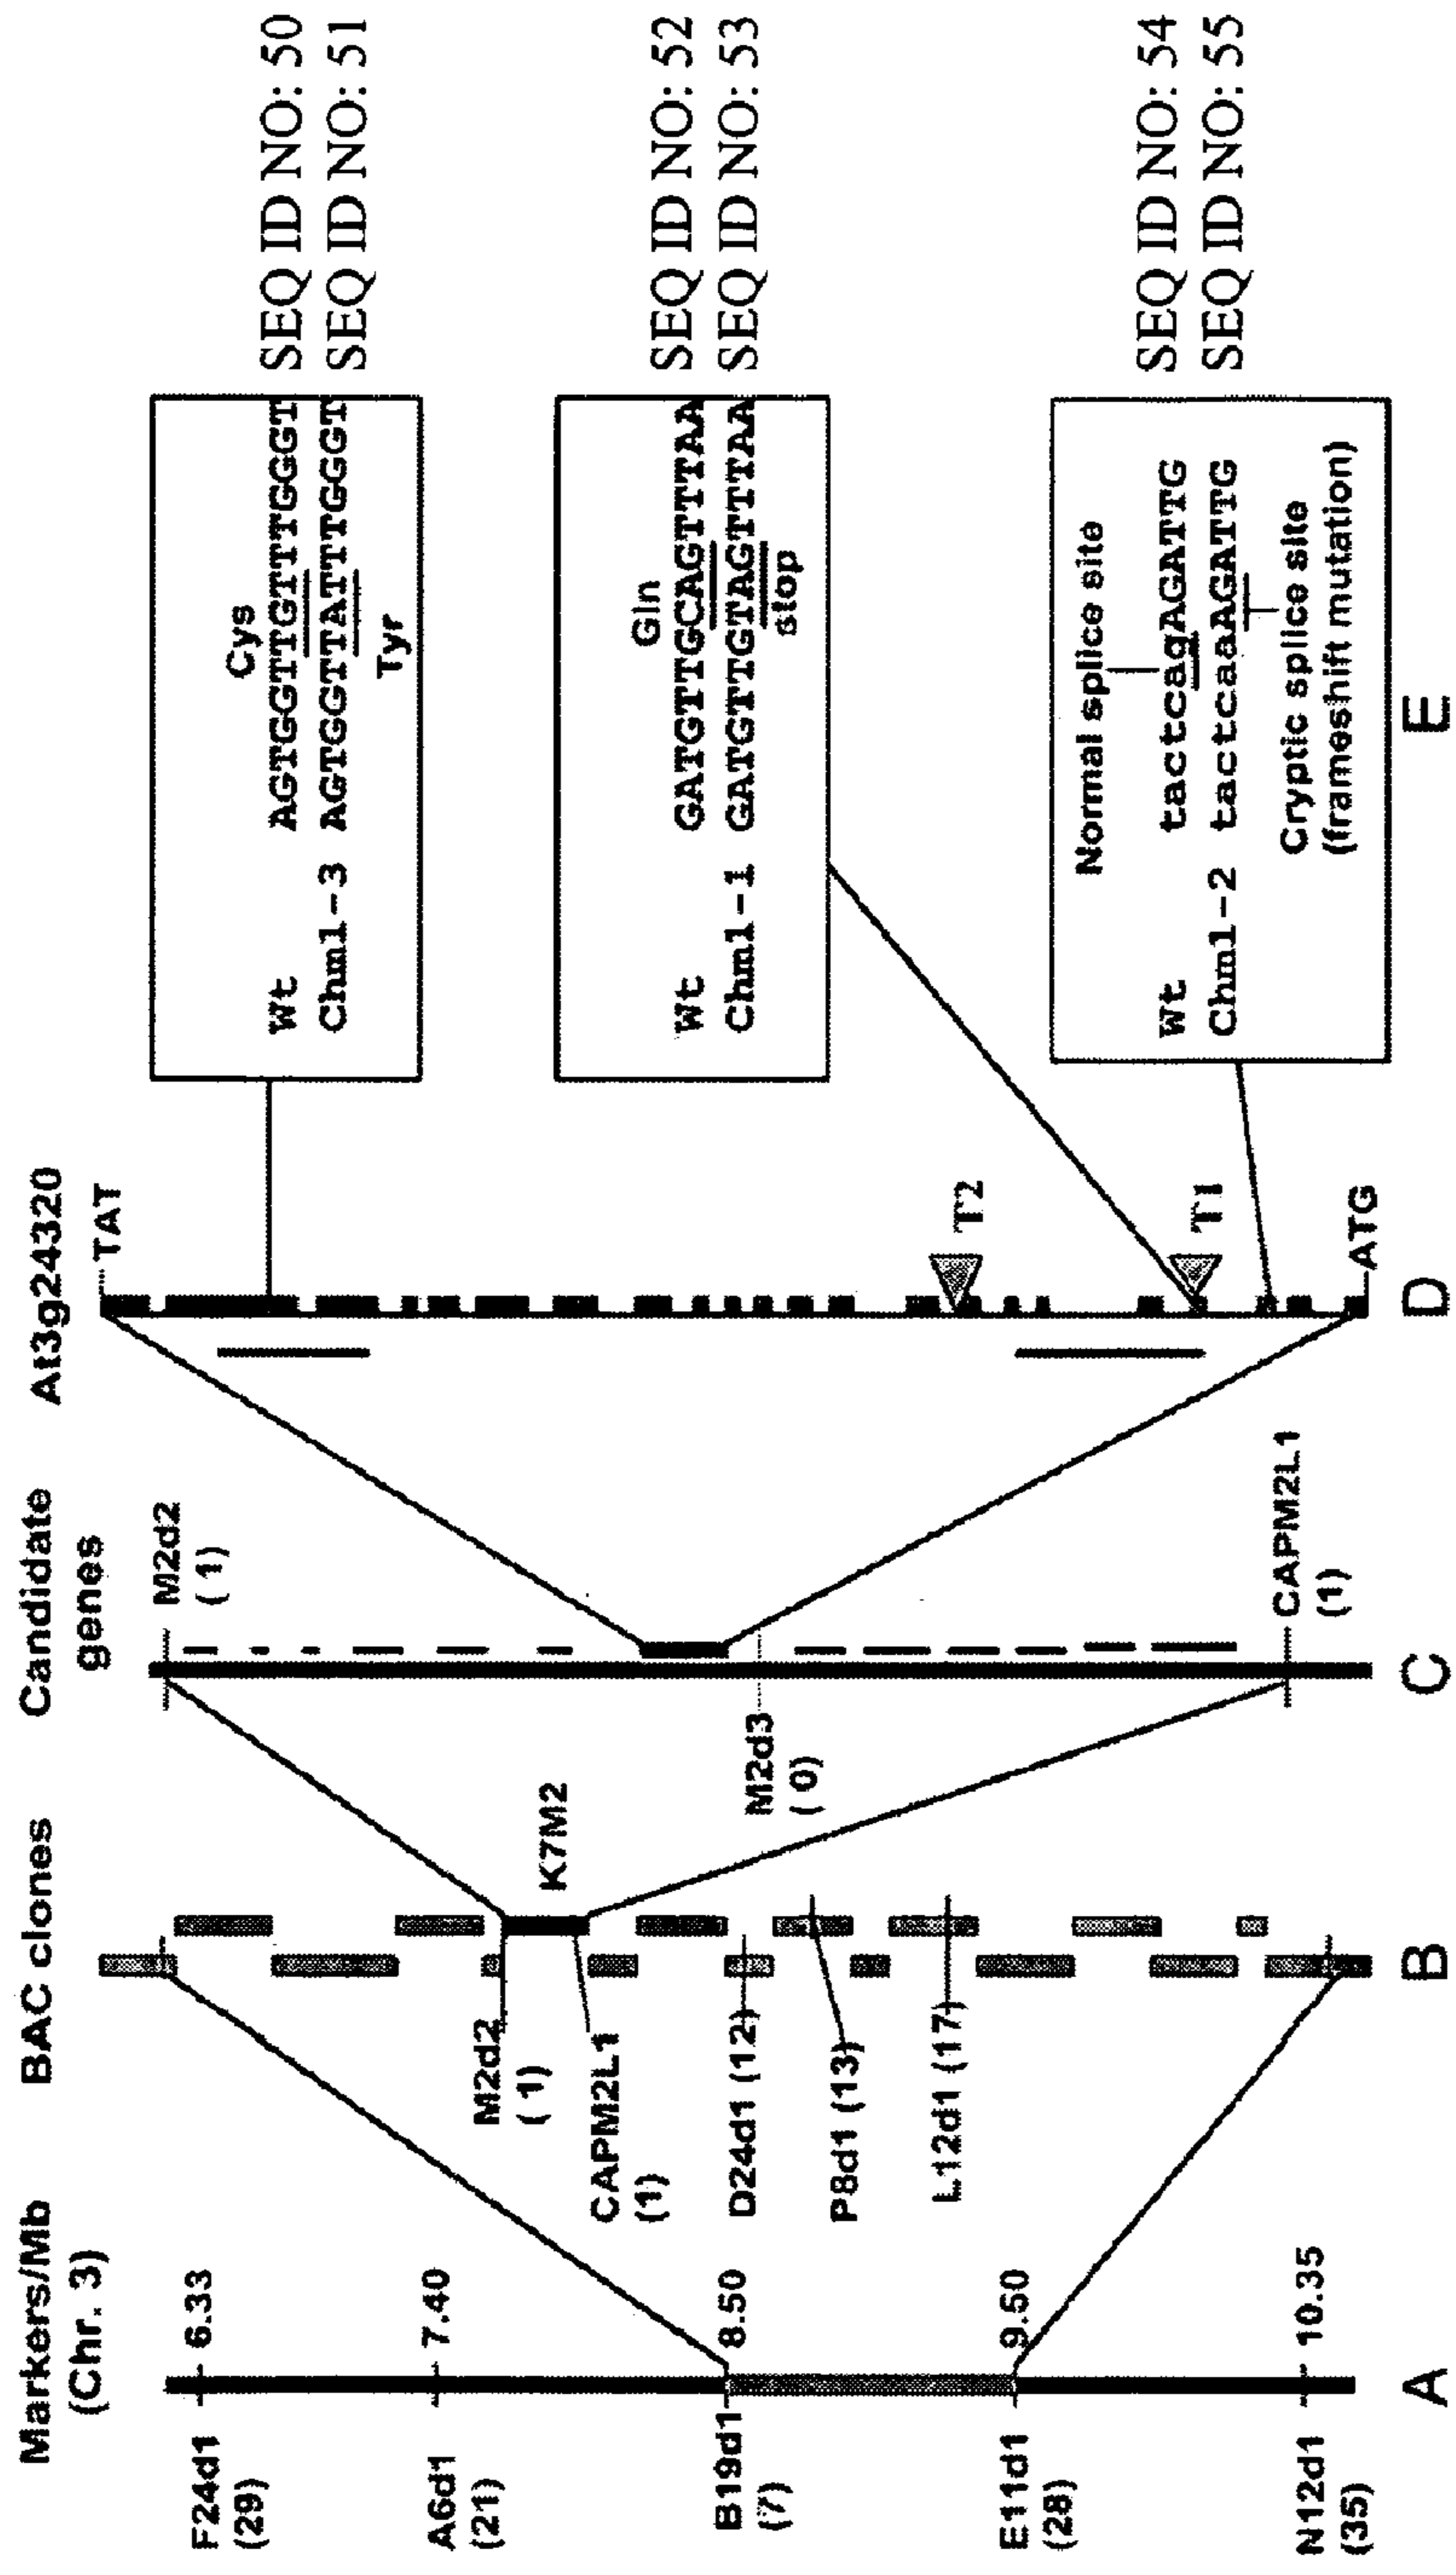 Markers/Mb
(Chr. 3)
F24d1
(29)
6.33
A6d1
(21)
7.40
B19d1
(7)
8.50
E11d1
(28)
9.60
N12d1
(35)
10.35
A
BAC clones
M2d2
(1)
CAPM2L1
(1)
K7M2
D24d1 (12)
P8d1 (13)
L12d1 (17)
B
Candidate
genes
M2d2
(1)
M2d3
(0)
CAPM2L1
(1)
C
At3g24320
TAT
T2
T1
ATG
D
Cys
Wt AGTGGTTGTTTGGGT SEQ ID NO: 50
Chm1-3 AGTGGTTATTTGGGT SEQ ID NO: 51
Tyr
Gln
Wt GATGTTGCAGTTTAA SEQ ID NO: 52
Chm1-1 GATGTTGTAGTTTAA SEQ ID NO: 53
stop
Normal splice site
Wt tactcagAGATTG SEQ ID NO: 54
Chm1-2 tactcaaAGATTG SEQ ID NO: 55
Cryptic splice site
(frameshift mutation)
E